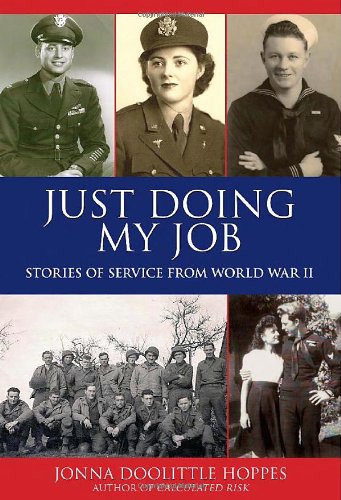 JUST DOING
MY JOB
STORIES OF SERVICE FROM WORLD WAR II
JONNA DOOLITTLE HOPPES
AUTHOR OF CALCULATED RISK